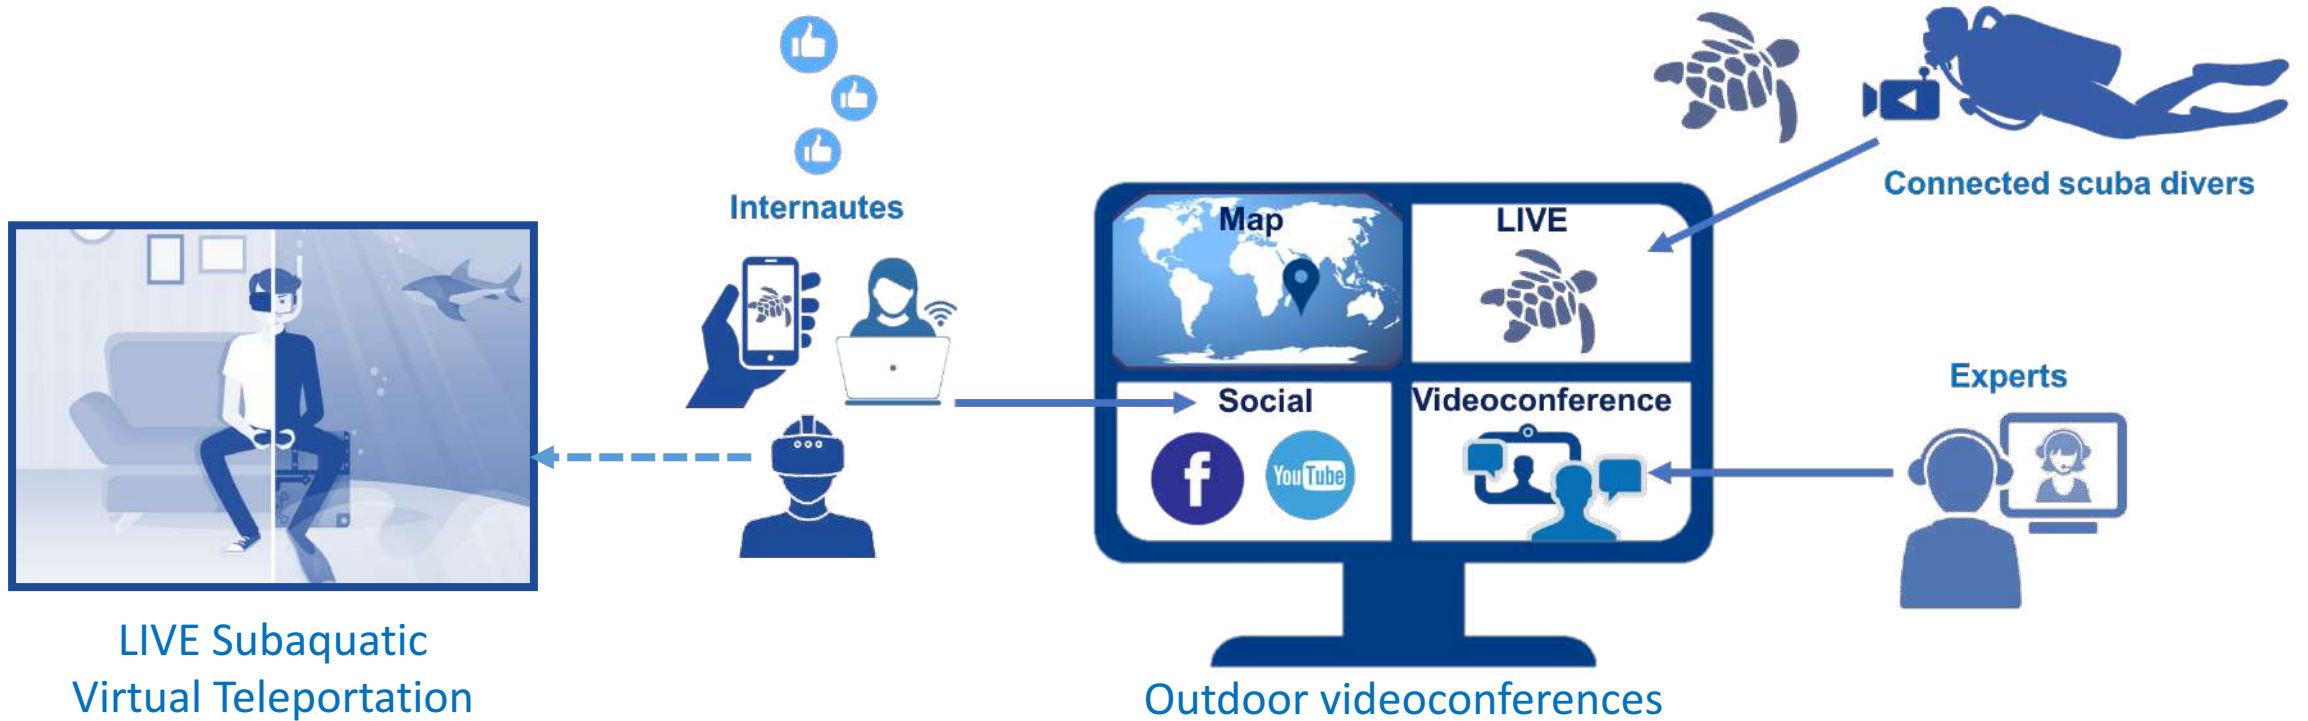 Internautes
Connected scuba divers
Map
LIVE
Experts
Social
Videoconference
f
You Tube
LIVE Subaquatic
Virtual Teleportation
Outdoor videoconferences